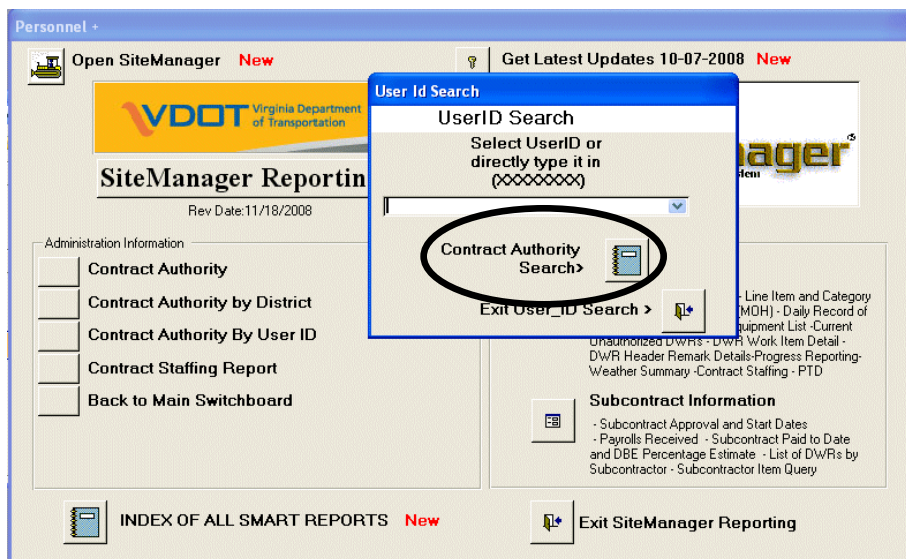 Personnel +
Open SiteManager New
Get Latest Updates 10-07-2008 New
VDOT Virginia Department
of Transportation
SiteManager Reportin
Rev Date:11/18/2008
ager
User Id Search
UserID Search
Select UserID or
directly type it in
(XXXXXXXXX)
Contract Authority
Search>
Exit User_ID Search >
Administration Information
Contract Authority
Contract Authority by District
Contract Authority By User ID
Contract Staffing Report
Back to Main Switchboard
- Line Item and Category
(MOH) - Daily Record of
quipment List -Current
Unauthorized DWRs - DWR Work Item Detail -
DWR Header Remark Details-Progress Reporting-
Weather Summary -Contract Staffing - PTD
Subcontract Information
- Subcontract Approval and Start Dates
- Payrolls Received - Subcontract Paid to Date
and DBE Percentage Estimate - List of DWRs by
Subcontractor - Subcontractor Item Query
INDEX OF ALL SMART REPORTS New
Exit SiteManager Reporting